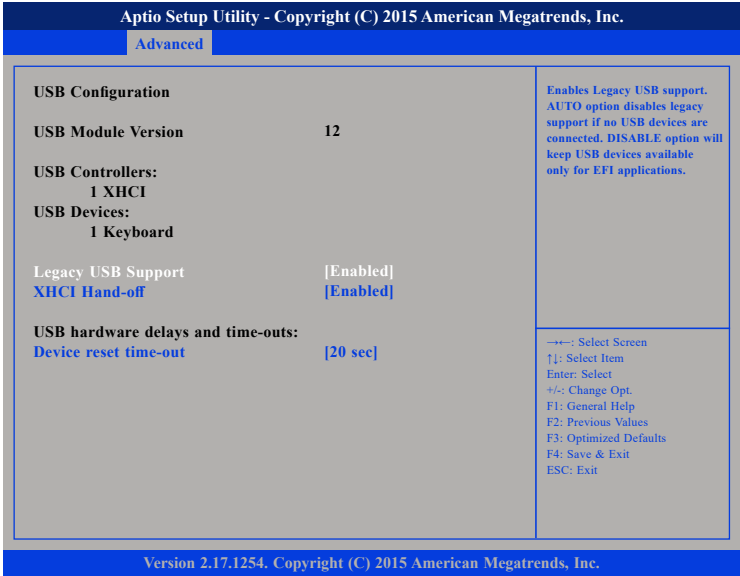 Aptio Setup Utility - Copyright (C) 2015 American Megatrends, Inc.
Advanced
USB Configuration
USB Module Version 12
USB Controllers:
1 XHCI
USB Devices:
1 Keyboard
Legacy USB Support [Enabled]
XHCI Hand-off [Enabled]
USB hardware delays and time-outs:
Device reset time-out [20 sec]
Enables Legacy USB support.
AUTO option disables legacy
support if no USB devices are
connected. DISABLE option will
keep USB devices available
only for EFI applications.
→←: Select Screen
↑↓: Select Item
Enter: Select
+/-: Change Opt.
F1: General Help
F2: Previous Values
F3: Optimized Defaults
F4: Save & Exit
ESC: Exit
Version 2.17.1254. Copyright (C) 2015 American Megatrends, Inc.